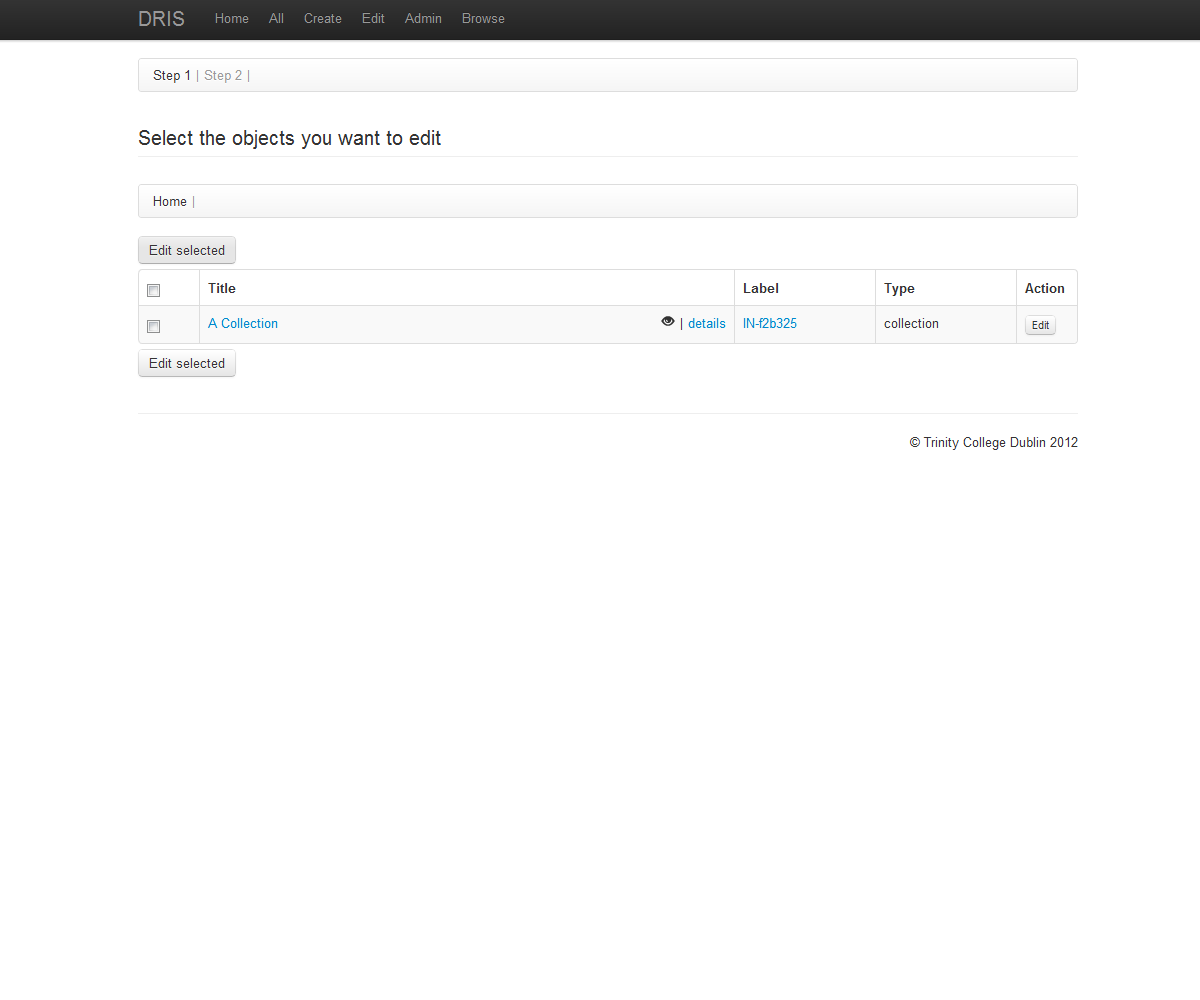 DRIS Home All Create Edit Admin Browse
Step 1 | Step 2 |
Select the objects you want to edit
Home |
Edit selected
Title Label Type Action
A Collection | details IN-f2b325 collection Edit
Edit selected
© Trinity College Dublin 2012